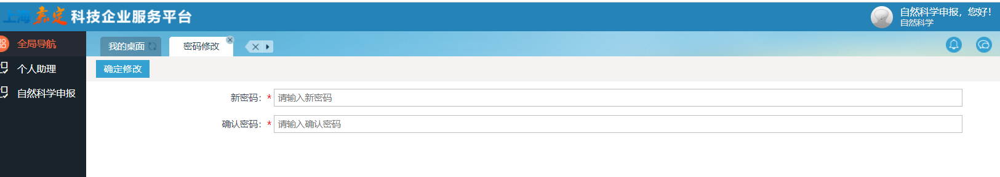 上海嘉定科技企业服务平台
自然科学申报，您好！
自然科学
全局导航
我的桌面
密码修改
个人助理
确定修改
自然科学申报
新密码：* 请输入新密码
确认密码：* 请输入确认密码